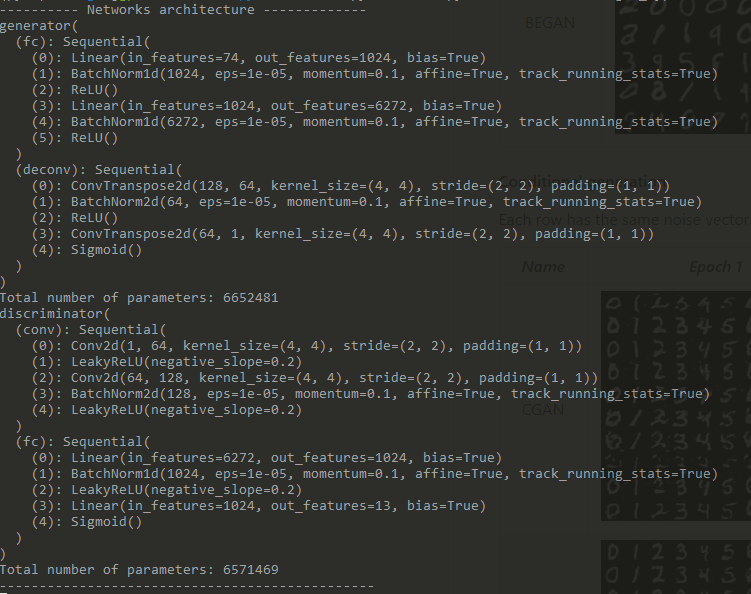 ---------- Networks architecture -------------
generator(
  (fc): Sequential(
    (0): Linear(in_features=74, out_features=1024, bias=True)
    (1): BatchNorm1d(1024, eps=1e-05, momentum=0.1, affine=True, track_running_stats=True)
    (2): ReLU()
    (3): Linear(in_features=1024, out_features=6272, bias=True)
    (4): BatchNorm1d(6272, eps=1e-05, momentum=0.1, affine=True, track_running_stats=True)
    (5): ReLU()
  )
  (deconv): Sequential(
    (0): ConvTranspose2d(128, 64, kernel_size=(4, 4), stride=(2, 2), padding=(1, 1))
    (1): BatchNorm2d(64, eps=1e-05, momentum=0.1, affine=True, track_running_stats=True)
    (2): ReLU()
    (3): ConvTranspose2d(64, 1, kernel_size=(4, 4), stride=(2, 2), padding=(1, 1))
    (4): Sigmoid()
  )
)
Total number of parameters: 6652481
discriminator(
  (conv): Sequential(
    (0): Conv2d(1, 64, kernel_size=(4, 4), stride=(2, 2), padding=(1, 1))
    (1): LeakyReLU(negative_slope=0.2)
    (2): Conv2d(64, 128, kernel_size=(4, 4), stride=(2, 2), padding=(1, 1))
    (3): BatchNorm2d(128, eps=1e-05, momentum=0.1, affine=True, track_running_stats=True)
    (4): LeakyReLU(negative_slope=0.2)
  )
  (fc): Sequential(
    (0): Linear(in_features=6272, out_features=1024, bias=True)
    (1): BatchNorm1d(1024, eps=1e-05, momentum=0.1, affine=True, track_running_stats=True)
    (2): LeakyReLU(negative_slope=0.2)
    (3): Linear(in_features=1024, out_features=13, bias=True)
    (4): Sigmoid()
  )
)
Total number of parameters: 6571469
-----------------------------------------------
BEGAN
Each row has the same noise vector
Name Epoch 1
CGAN